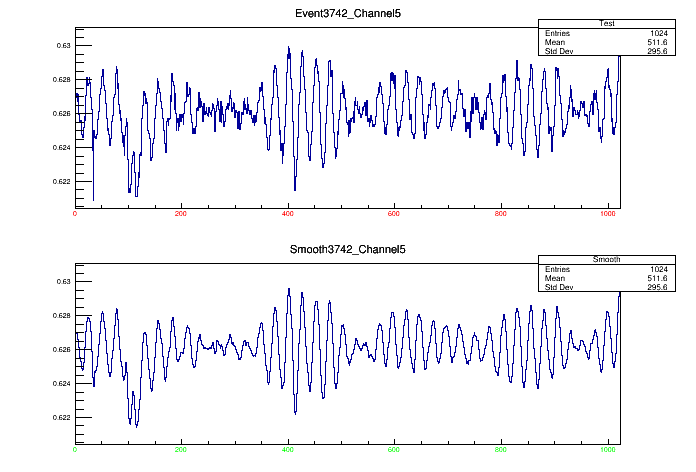 Event3742_Channel5
Test
Entries 1024
Mean 511.6
Std Dev 295.6
0.63
0.628
0.626
0.624
0.622
0 200 400 600 800 1000
Smooth3742_Channel5
Smooth
Entries 1024
Mean 511.6
Std Dev 295.6
0.63
0.628
0.626
0.624
0.622
0 200 400 600 800 1000